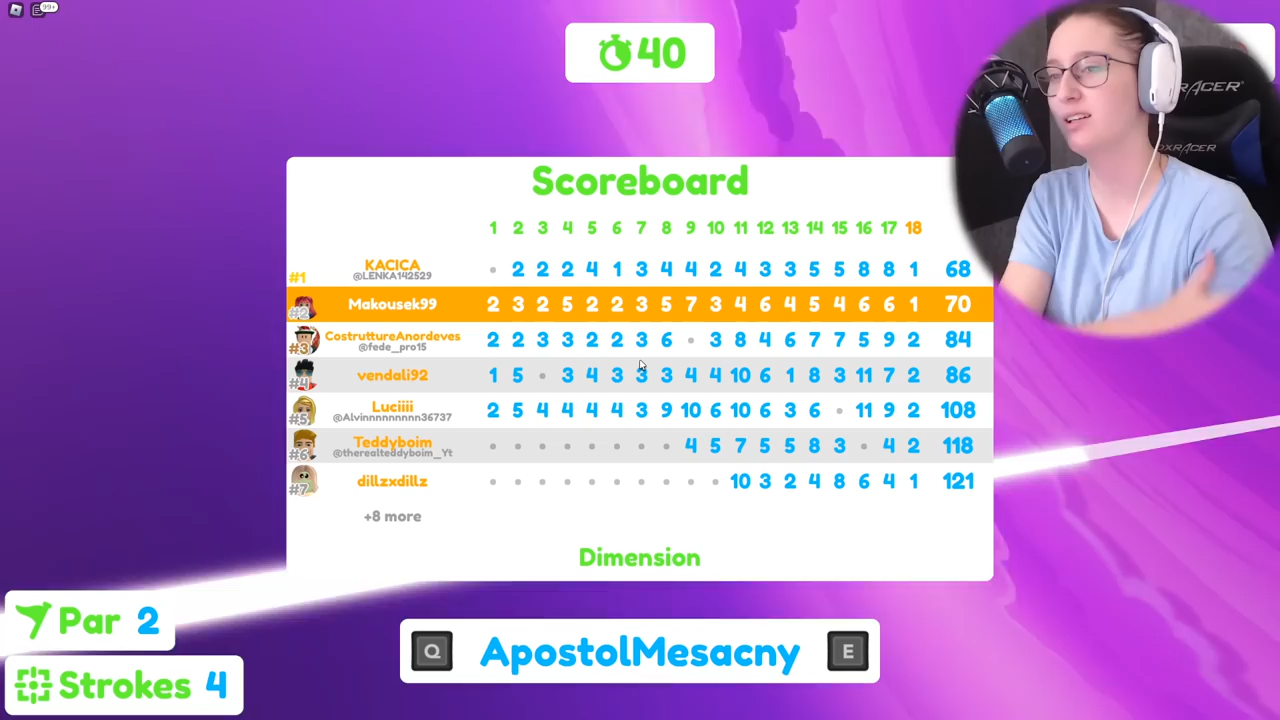 99+
40
Scoreboard
1 2 3 4 5 6 7 8 9 10 11 12 13 14 15 16 17 18
#1 KACICA 2 2 2 4 1 3 4 4 2 4 3 3 5 5 8 8 1 68
@LENKA142529
#2 Makousek99 2 3 2 5 2 2 3 5 7 3 4 6 4 5 4 6 6 1 70
#3 CostruttureAnordeves 2 2 3 3 2 2 3 6 3 8 4 6 7 7 5 9 2 84
@fede_pro15
#4 vendali92 1 5 3 4 3 3 3 4 4 10 6 1 8 3 11 7 2 86
#5 Luciiii 2 5 4 4 4 4 3 9 10 6 10 6 3 6 11 9 2 108
@Alvinnnnnnnnn36737
#6 Teddyboim 4 5 7 5 5 8 3 4 2 118
@therealteddyboim_Yt
#7 dillzxdillz 10 3 2 4 8 6 4 1 121
+8 more
Dimension
Par 2
Strokes 4
Q ApostolMesacny E